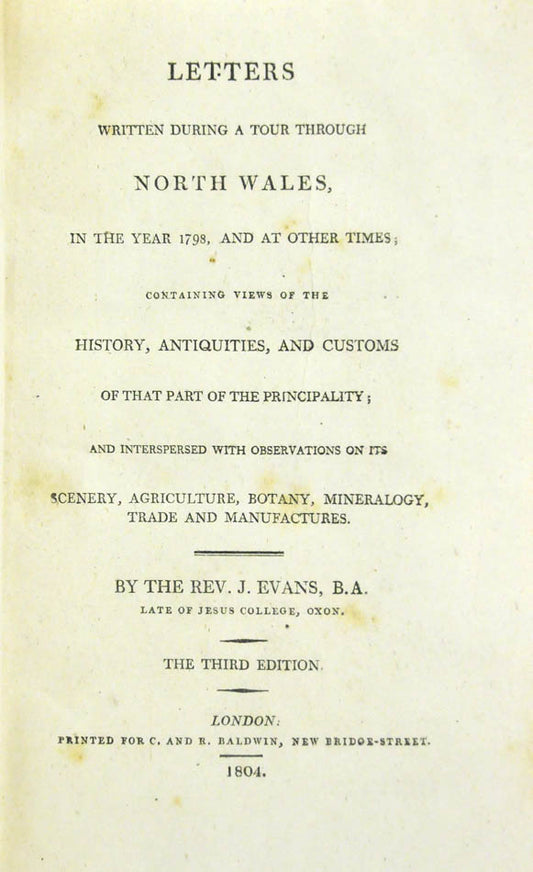 LETTERS
WRITTEN DURING A TOUR THROUGH
NORTH WALES,
IN THE YEAR 1798, AND AT OTHER TIMES;
CONTAINING VIEWS OF THE
HISTORY, ANTIQUITIES, AND CUSTOMS
OF THAT PART OF THE PRINCIPALITY;
AND INTERSPERSED WITH OBSERVATIONS ON ITS
SCENERY, AGRICULTURE, BOTANY, MINERALOGY,
TRADE AND MANUFACTURES.
BY THE REV. J. EVANS, B.A.
LATE OF JESUS COLLEGE, OXON.
THE THIRD EDITION.
LONDON:
PRINTED FOR C. AND R. BALDWIN, NEW BRIDGE-STREET.
1804.